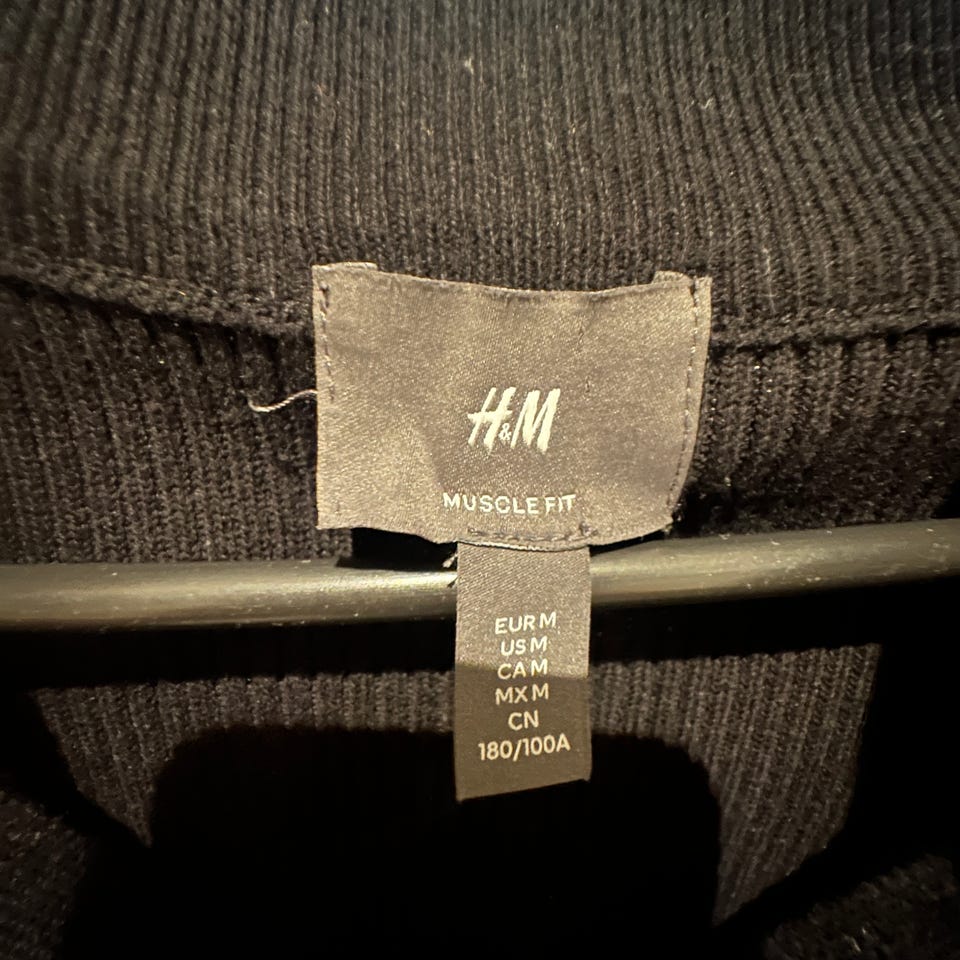 H&M
MUSCLE FIT
EUR M
US M
CA M
MX M
CN
180/100A